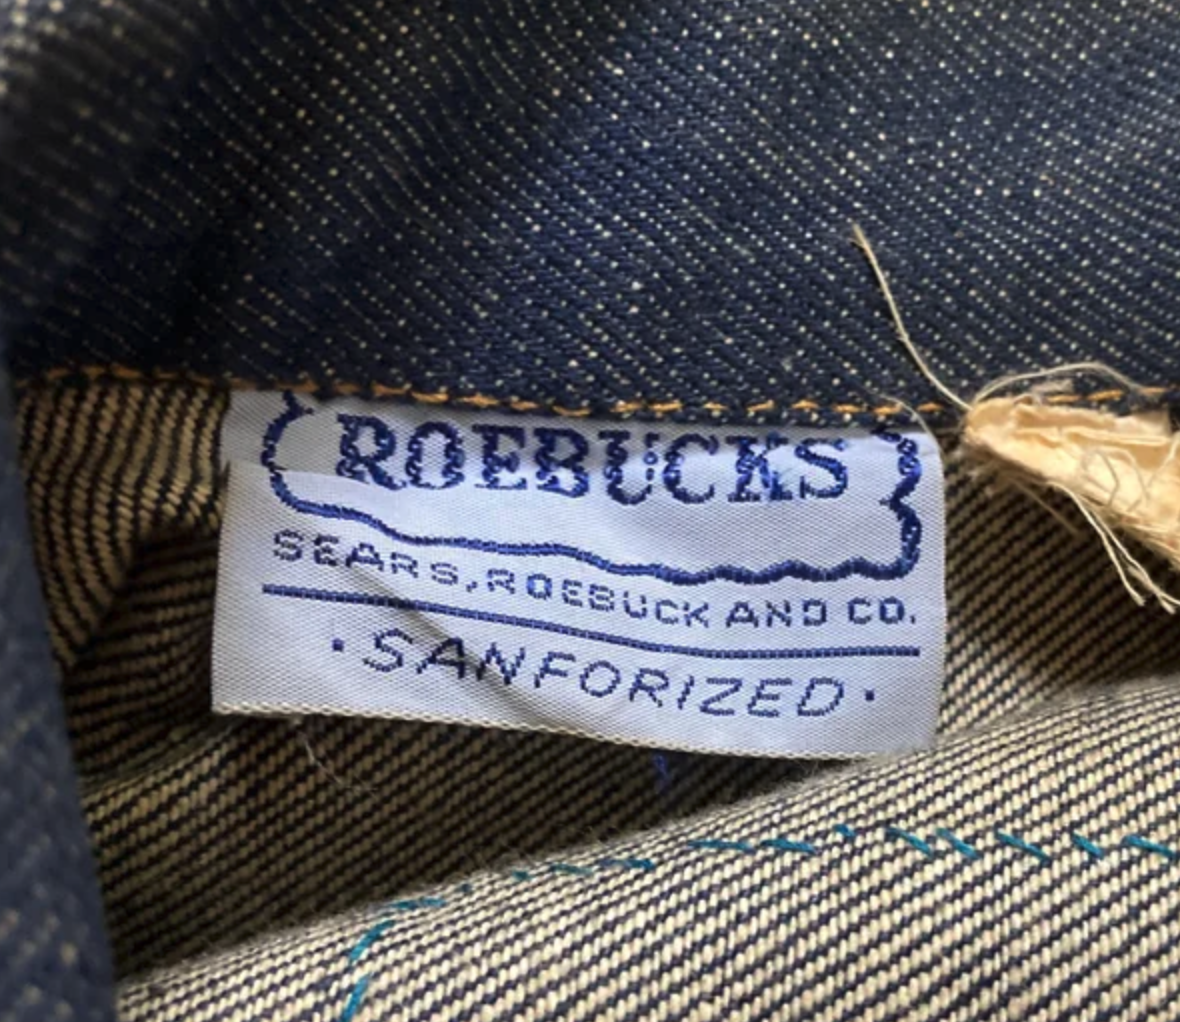 ROEBUCKS
SEARS, ROEBUCK AND CO.
· SANFORIZED ·